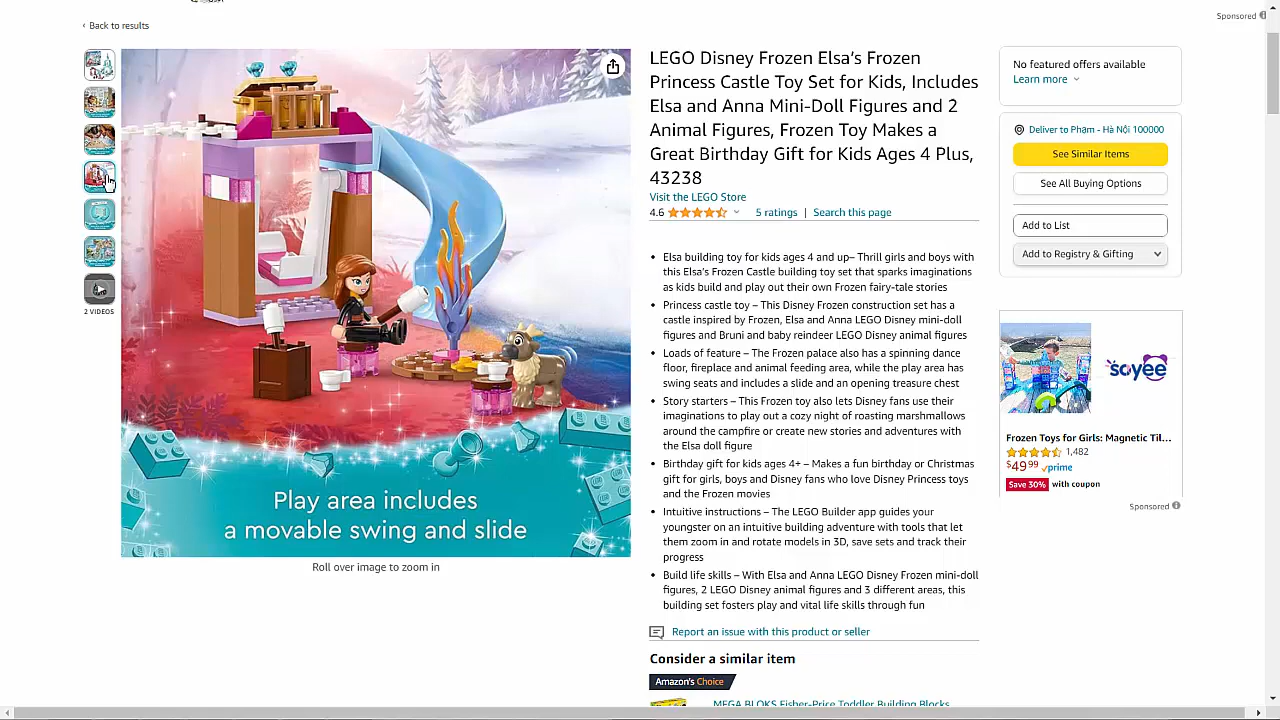 Sponsored
‹ Back to results
LEGO Disney Frozen Elsa's Frozen
Princess Castle Toy Set for Kids, Includes
Elsa and Anna Mini-Doll Figures and 2
Animal Figures, Frozen Toy Makes a
Great Birthday Gift for Kids Ages 4 Plus,
43238
Visit the LEGO Store
4.6
5 ratings | Search this page
• Elsa building toy for kids ages 4 and up– Thrill girls and boys with
this Elsa's Frozen Castle building toy set that sparks imaginations
as kids build and play out their own Frozen fairy-tale stories
• Princess castle toy – This Disney Frozen construction set has a
castle inspired by Frozen, Elsa and Anna LEGO Disney mini-doll
figures and Bruni and baby reindeer LEGO Disney animal figures
• Loads of feature – The Frozen palace also has a spinning dance
floor, fireplace and animal feeding area, while the play area has
swing seats and includes a slide and an opening treasure chest
• Story starters – This Frozen toy also lets Disney fans use their
imaginations to play out a cozy night of roasting marshmallows
around the campfire or create new stories and adventures with
the Elsa doll figure
• Birthday gift for kids ages 4+ – Makes a fun birthday or Christmas
gift for girls, boys and Disney fans who love Disney Princess toys
and the Frozen movies
• Intuitive instructions – The LEGO Builder app guides your
youngster on an intuitive building adventure with tools that let
them zoom in and rotate models in 3D, save sets and track their
progress
• Build life skills – With Elsa and Anna LEGO Disney Frozen mini-doll
figures, 2 LEGO Disney animal figures and 3 different areas, this
building set fosters play and vital life skills through fun
Report an issue with this product or seller
Consider a similar item
Amazon's Choice
MEGA BLOKS Fisher-Price Toddler Building Blocks
2 VIDEOS
Play area includes
a movable swing and slide
Roll over image to zoom in
No featured offers available
Learn more
Deliver to Phạm - Hà Nội 100000
See Similar Items
See All Buying Options
Add to List
Add to Registry & Gifting
soyee
Frozen Toys for Girls: Magnetic Til...
1,482
$49 99 prime
Save 30% with coupon
Sponsored